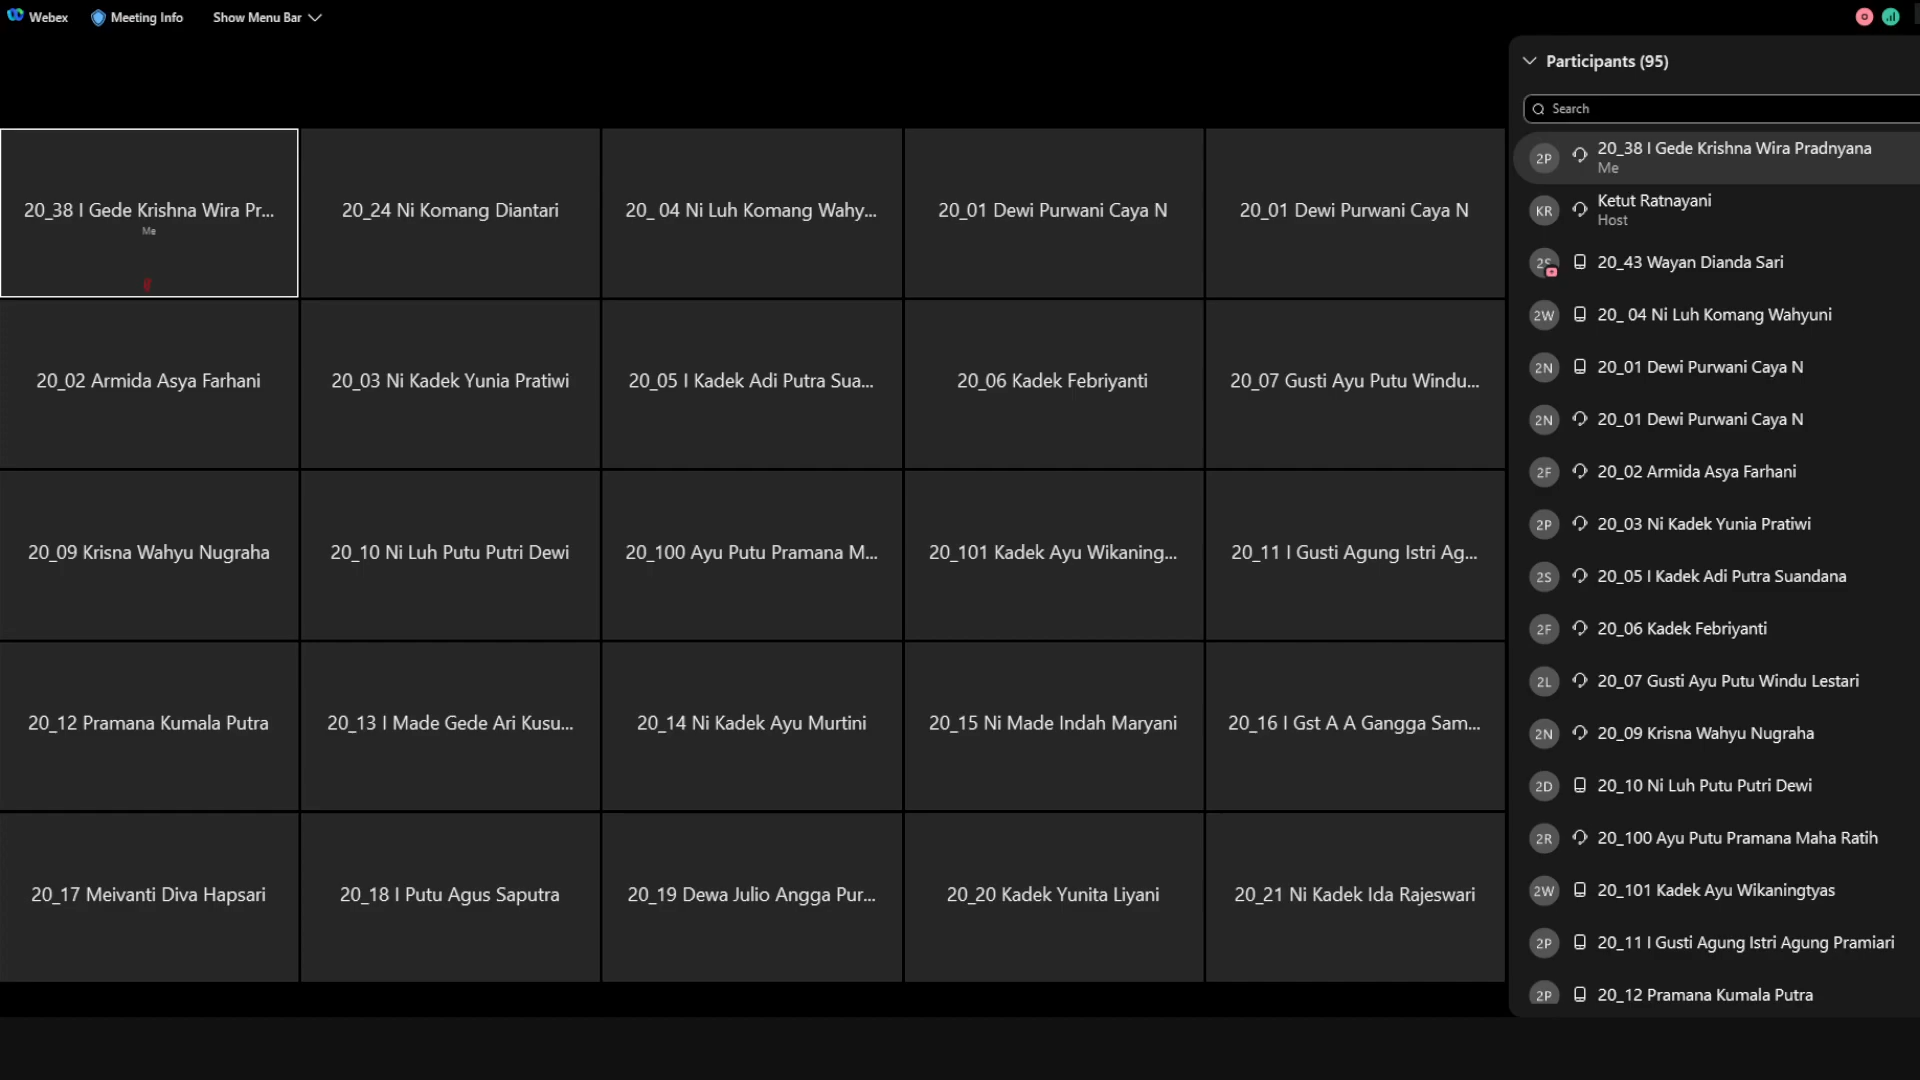 Webex Meeting Info Show Menu Bar
20_38 I Gede Krishna Wira Pr... 20_24 Ni Komang Diantari 20_ 04 Ni Luh Komang Wahy... 20_01 Dewi Purwani Caya N 20_01 Dewi Purwani Caya N
Me
20_02 Armida Asya Farhani 20_03 Ni Kadek Yunia Pratiwi 20_05 I Kadek Adi Putra Sua... 20_06 Kadek Febriyanti 20_07 Gusti Ayu Putu Windu...
20_09 Krisna Wahyu Nugraha 20_10 Ni Luh Putu Putri Dewi 20_100 Ayu Putu Pramana M... 20_101 Kadek Ayu Wikaning... 20_11 I Gusti Agung Istri Ag...
20_12 Pramana Kumala Putra 20_13 I Made Gede Ari Kusu... 20_14 Ni Kadek Ayu Murtini 20_15 Ni Made Indah Maryani 20_16 I Gst A A Gangga Sam...
20_17 Meivanti Diva Hapsari 20_18 I Putu Agus Saputra 20_19 Dewa Julio Angga Pur... 20_20 Kadek Yunita Liyani 20_21 Ni Kadek Ida Rajeswari
Participants (95)
Search
2P 20_38 I Gede Krishna Wira Pradnyana
Me
KR Ketut Ratnayani
Host
2S 20_43 Wayan Dianda Sari
2W 20_ 04 Ni Luh Komang Wahyuni
2N 20_01 Dewi Purwani Caya N
2N 20_01 Dewi Purwani Caya N
2F 20_02 Armida Asya Farhani
2P 20_03 Ni Kadek Yunia Pratiwi
2S 20_05 I Kadek Adi Putra Suandana
2F 20_06 Kadek Febriyanti
2L 20_07 Gusti Ayu Putu Windu Lestari
2N 20_09 Krisna Wahyu Nugraha
2D 20_10 Ni Luh Putu Putri Dewi
2R 20_100 Ayu Putu Pramana Maha Ratih
2W 20_101 Kadek Ayu Wikaningtyas
2P 20_11 I Gusti Agung Istri Agung Pramiari
2P 20_12 Pramana Kumala Putra